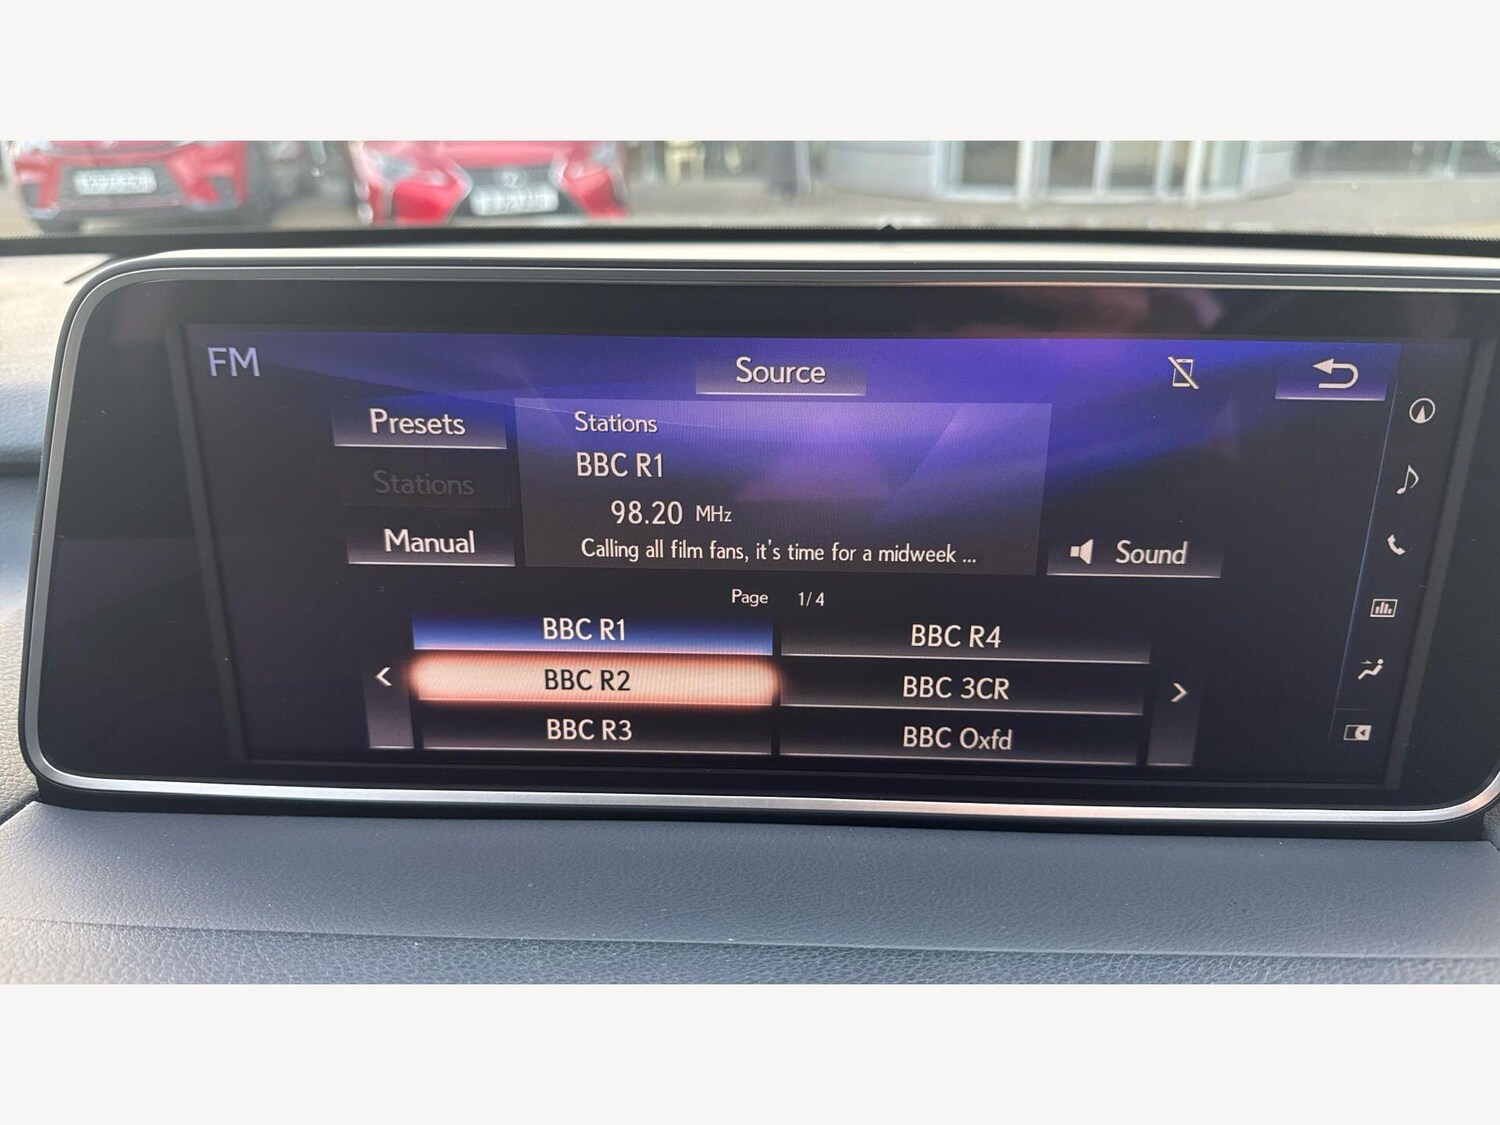 FM
Source
Presets
Stations
Manual
Stations
BBC R1
98.20 MHz
Calling all film fans, it's time for a midweek ...
Sound
Page 1/4
BBC R1
BBC R4
BBC R2
BBC 3CR
BBC R3
BBC Oxfd